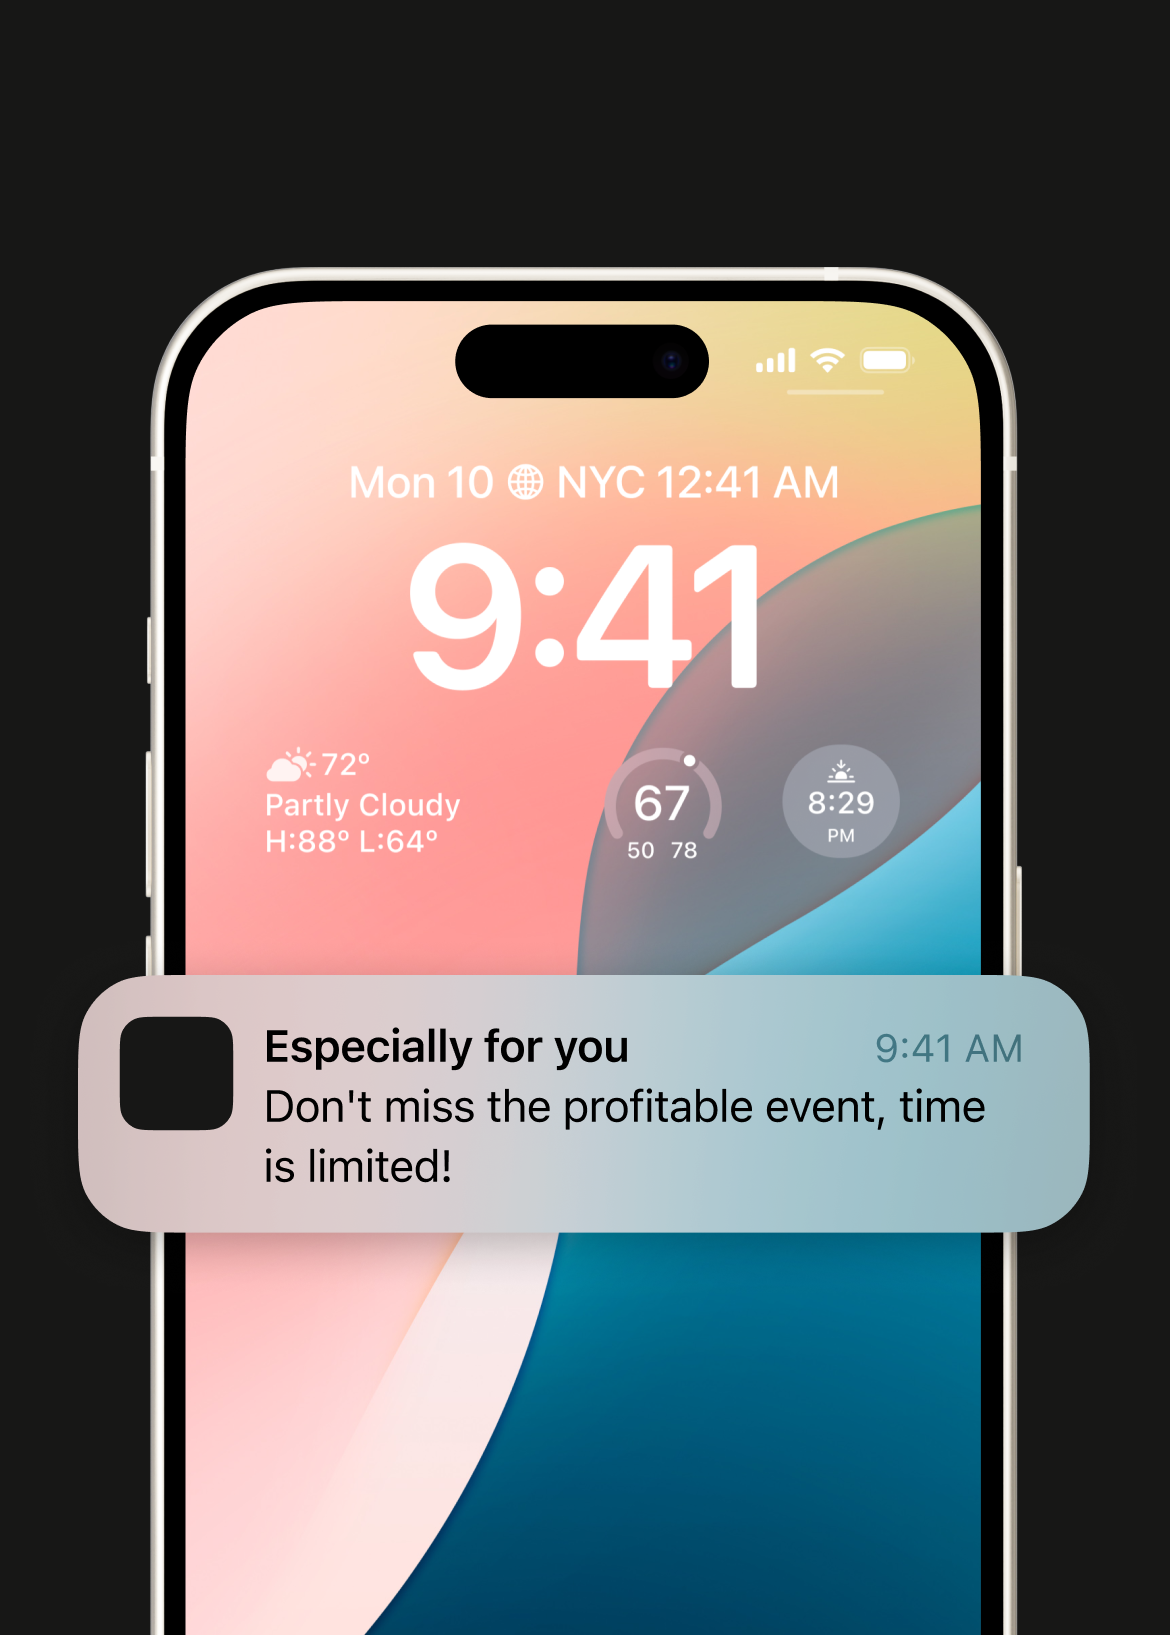 Mon 10 NYC 12:41 AM
9:41
72°
Partly Cloudy
H:88° L:64°
67
50 78
8:29
PM
Especially for you
9:41 AM
Don't miss the profitable event, time
is limited!